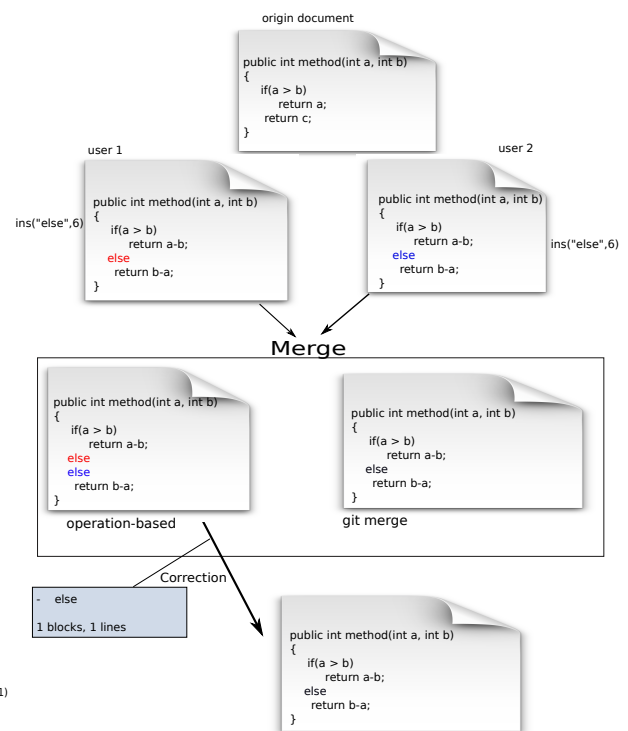 origin document
public int method(int a, int b)
{
if(a > b)
return a;
return c;
}
user 1
user 2
public int method(int a, int b)
{
if(a > b)
return a-b;
else
return b-a;
}
ins("else",6)
public int method(int a, int b)
{
if(a > b)
return a-b;
else
return b-a;
}
ins("else",6)
Merge
public int method(int a, int b)
{
if(a > b)
return a-b;
else
else
return b-a;
}
operation-based
public int method(int a, int b)
{
if(a > b)
return a-b;
else
return b-a;
}
git merge
Correction
- else
1 blocks, 1 lines
public int method(int a, int b)
{
if(a > b)
return a-b;
else
return b-a;
}
1)